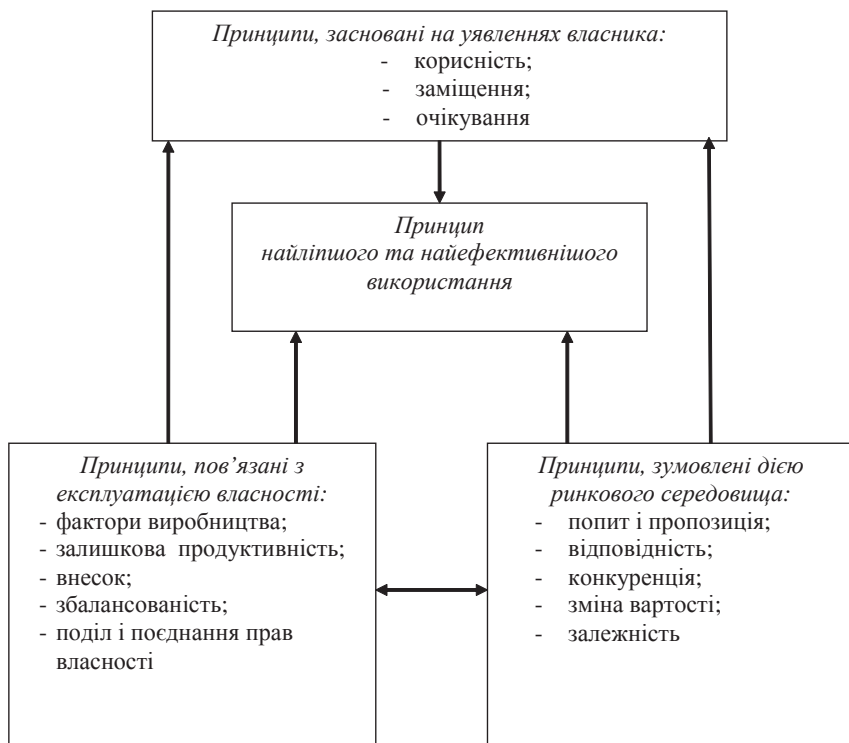 Принципи, засновані на уявленнях власника:
- корисність;
- заміщення;
- очікування
Принцип
найліпшого та найефективнішого
використання
Принципи, пов’язані з
експлуатацією власності:
- фактори виробництва;
- залишкова продуктивність;
- внесок;
- збалансованість;
- поділ і поєднання прав
власності
Принципи, зумовлені дією
ринкового середовища:
- попит і пропозиція;
- відповідність;
- конкуренція;
- зміна вартості;
- залежність